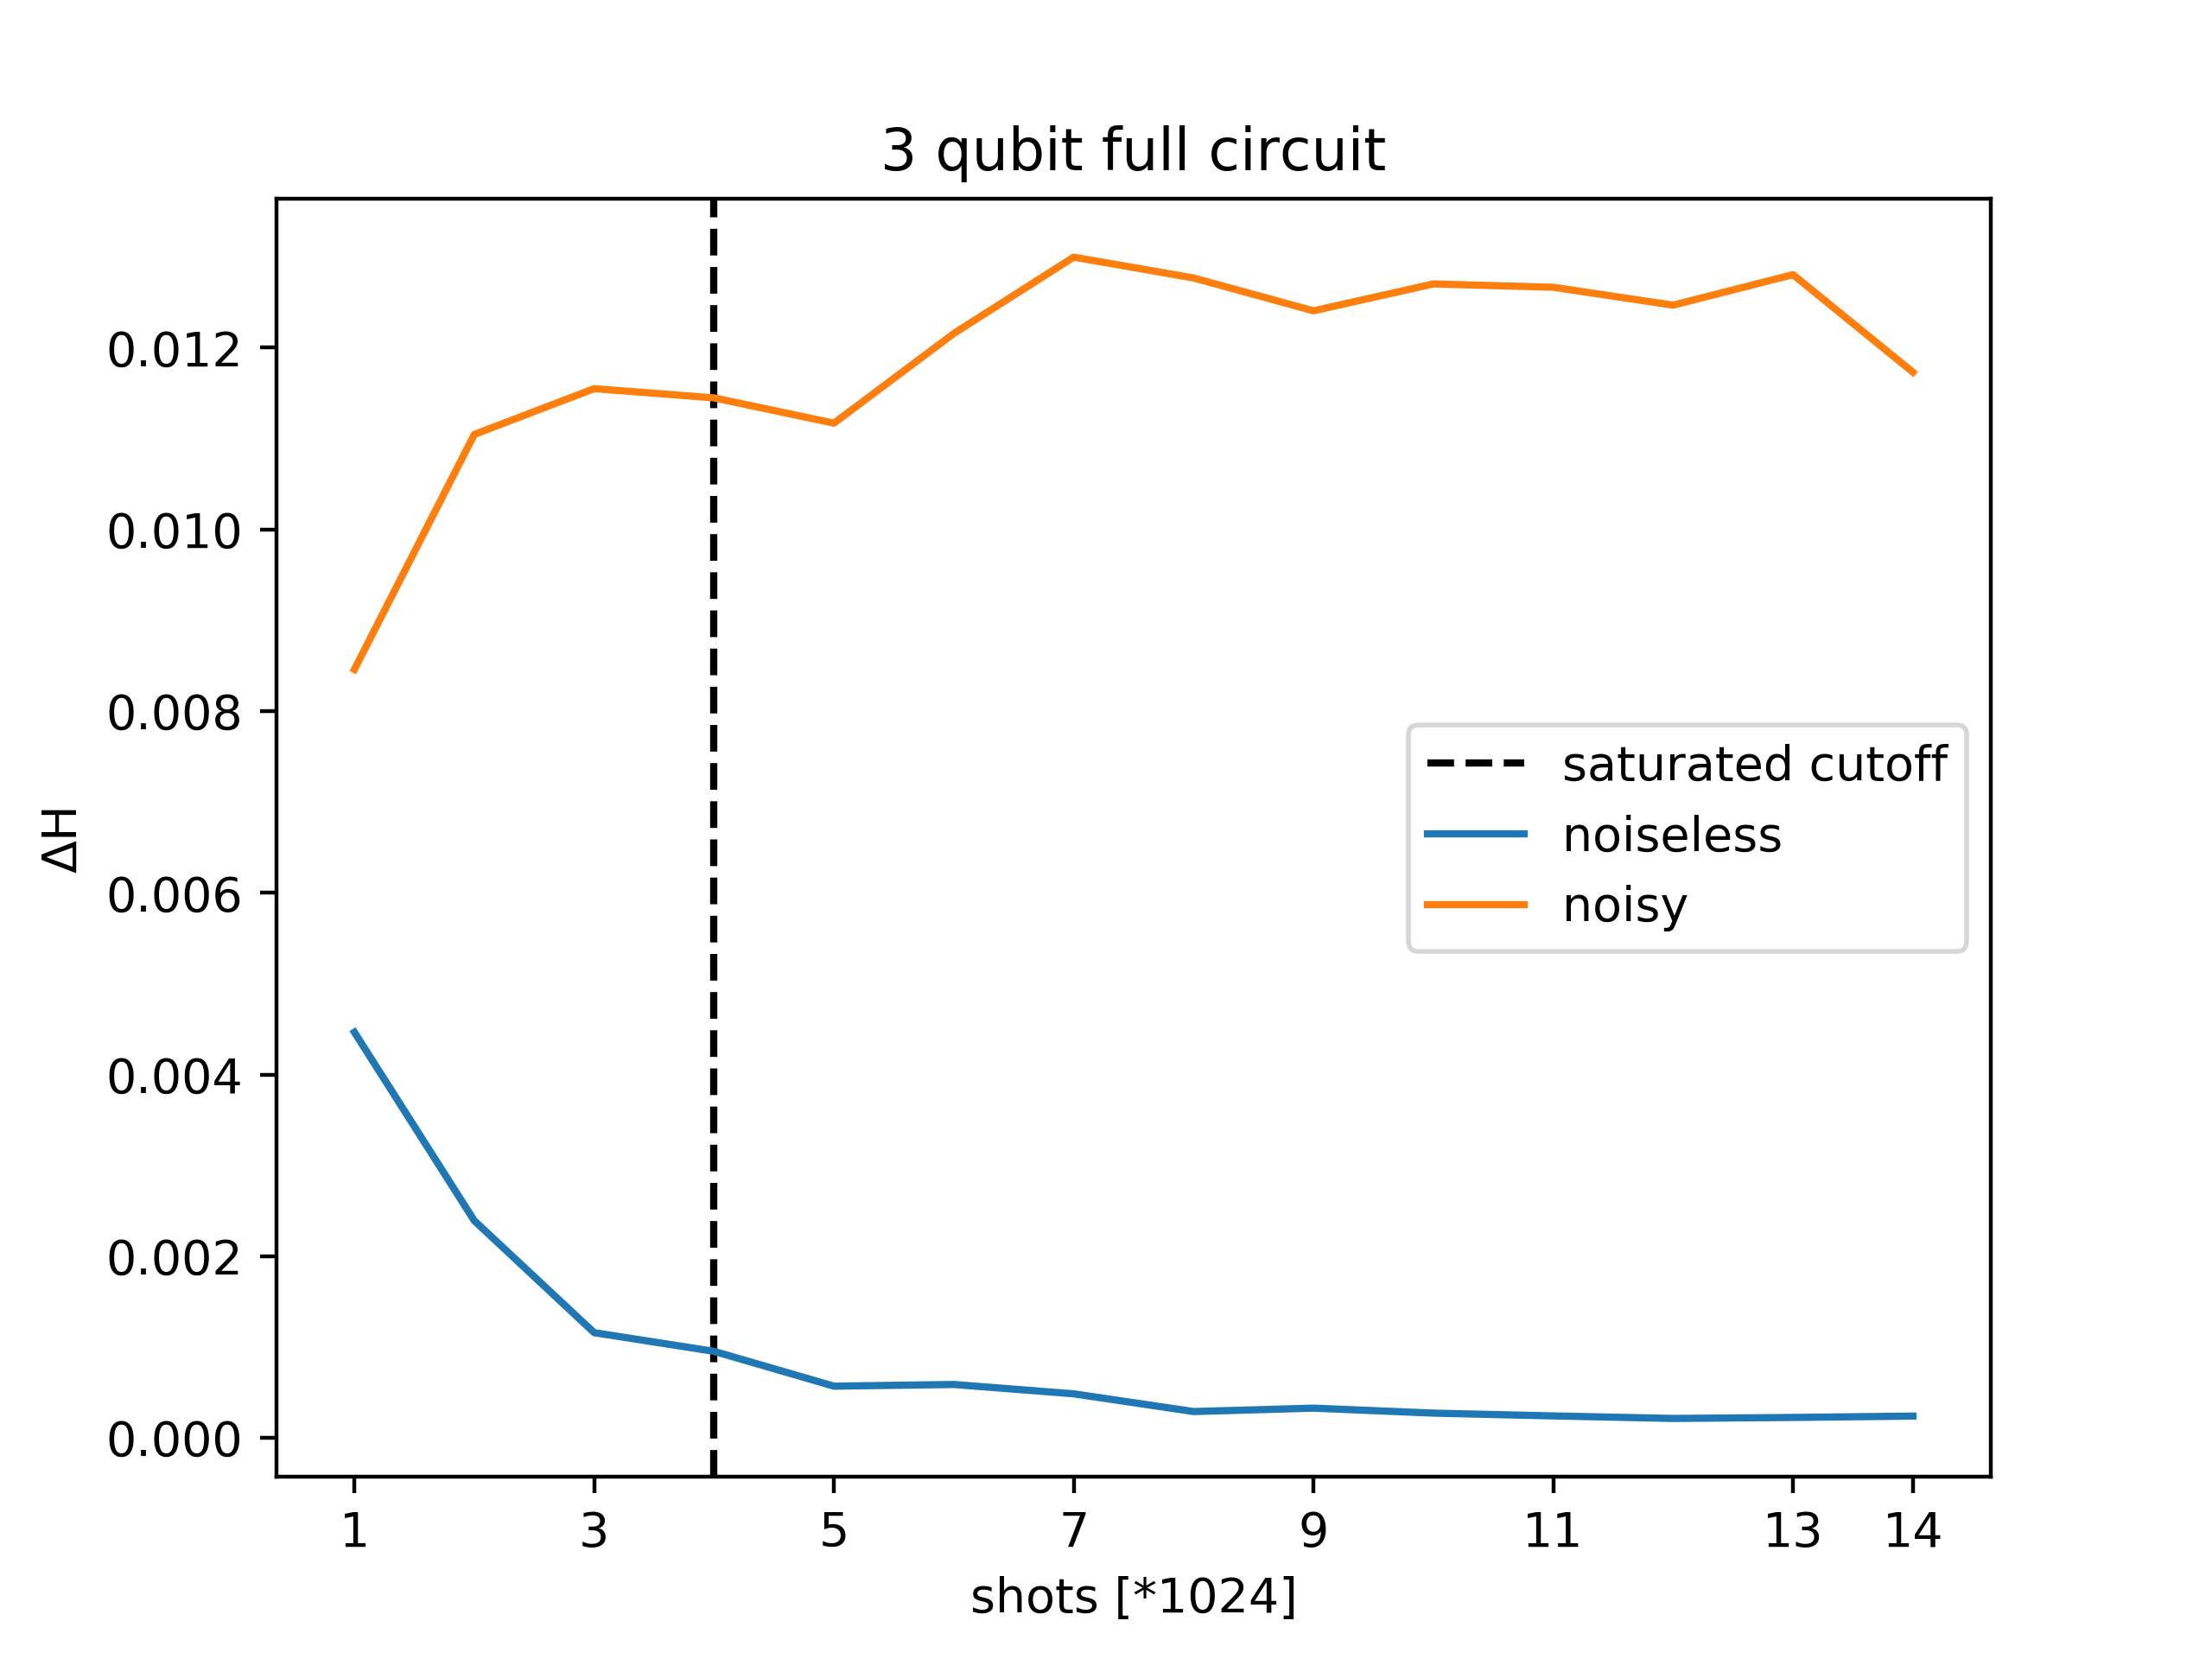 3 qubit full circuit
0.012
0.010
0.008
0.006
0.004
0.002
0.000
ΔH
saturated cutoff
noiseless
noisy
1 3 5 7 9 11 13 14
shots [*1024]